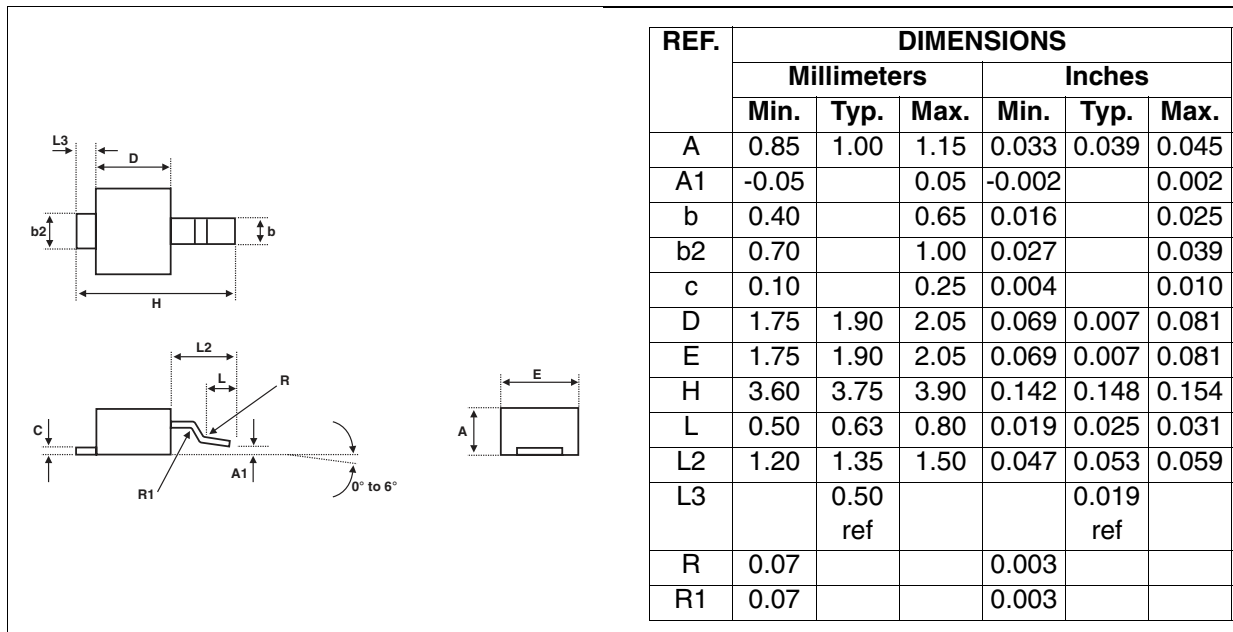 L3
D
b2
b
H
L2
L
R
C
R1
A1
0° to 6°
E
A
REF. DIMENSIONS
Millimeters Inches
Min. Typ. Max. Min. Typ. Max.
A 0.85 1.00 1.15 0.033 0.039 0.045
A1 -0.05 0.05 -0.002 0.002
b 0.40 0.65 0.016 0.025
b2 0.70 1.00 0.027 0.039
c 0.10 0.25 0.004 0.010
D 1.75 1.90 2.05 0.069 0.007 0.081
E 1.75 1.90 2.05 0.069 0.007 0.081
H 3.60 3.75 3.90 0.142 0.148 0.154
L 0.50 0.63 0.80 0.019 0.025 0.031
L2 1.20 1.35 1.50 0.047 0.053 0.059
L3 0.50 0.019
ref ref
R 0.07 0.003
R1 0.07 0.003